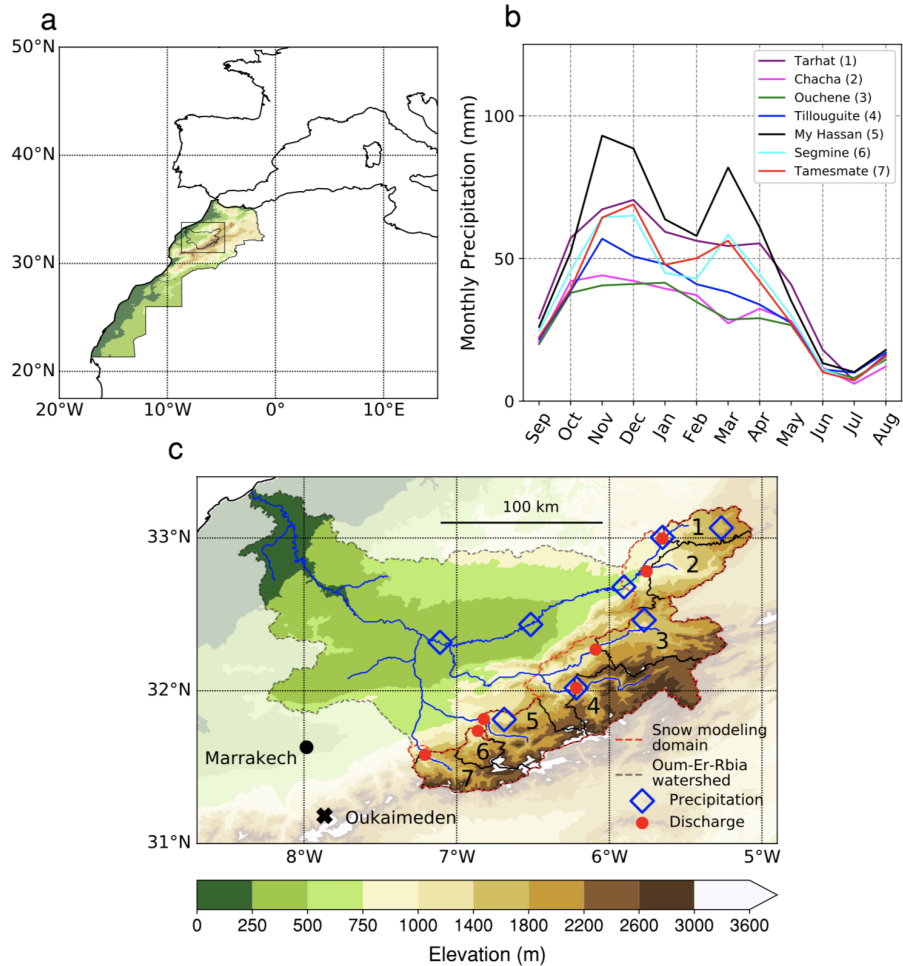 a
50°N
40°N
30°N
20°N
20°W
10°W
0°
10°E
b
Monthly Precipitation (mm)
100
50
0
Tarhat (1)
Chacha (2)
Ouchene (3)
Tillouguite (4)
My Hassan (5)
Segmine (6)
Tamesmate (7)
Sep
Oct
Nov
Dec
Jan
Feb
Mar
Apr
May
Jun
Jul
Aug
c
33°N
32°N
31°N
8°W
7°W
6°W
5°W
100 km
1
2
3
4
5
6
7
Marrakech
Oukaimeden
Snow modeling
domain
Oum-Er-Rbia
watershed
Precipitation
Discharge
0
250
500
750
1000
1400
1800
2200
2600
3000
3600
Elevation (m)